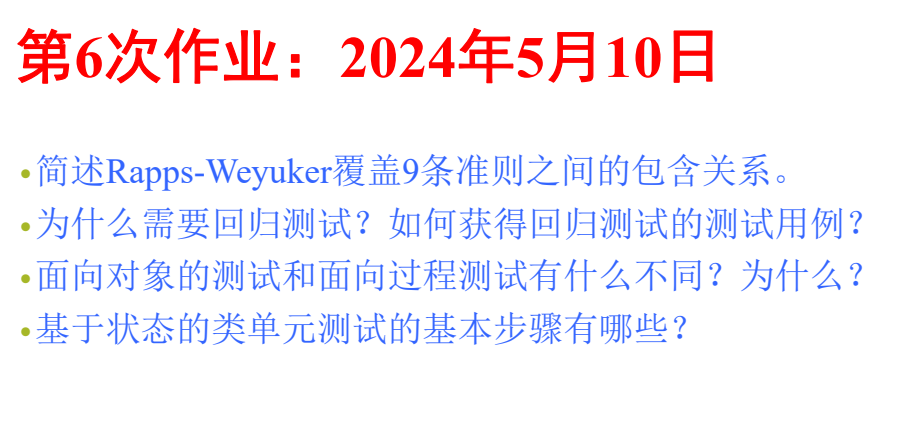 第6次作业：2024年5月10日
•简述Rapps-Weyuker覆盖9条准则之间的包含关系。
•为什么需要回归测试？如何获得回归测试的测试用例？
•面向对象的测试和面向过程测试有什么不同？为什么？
•基于状态的类单元测试的基本步骤有哪些？